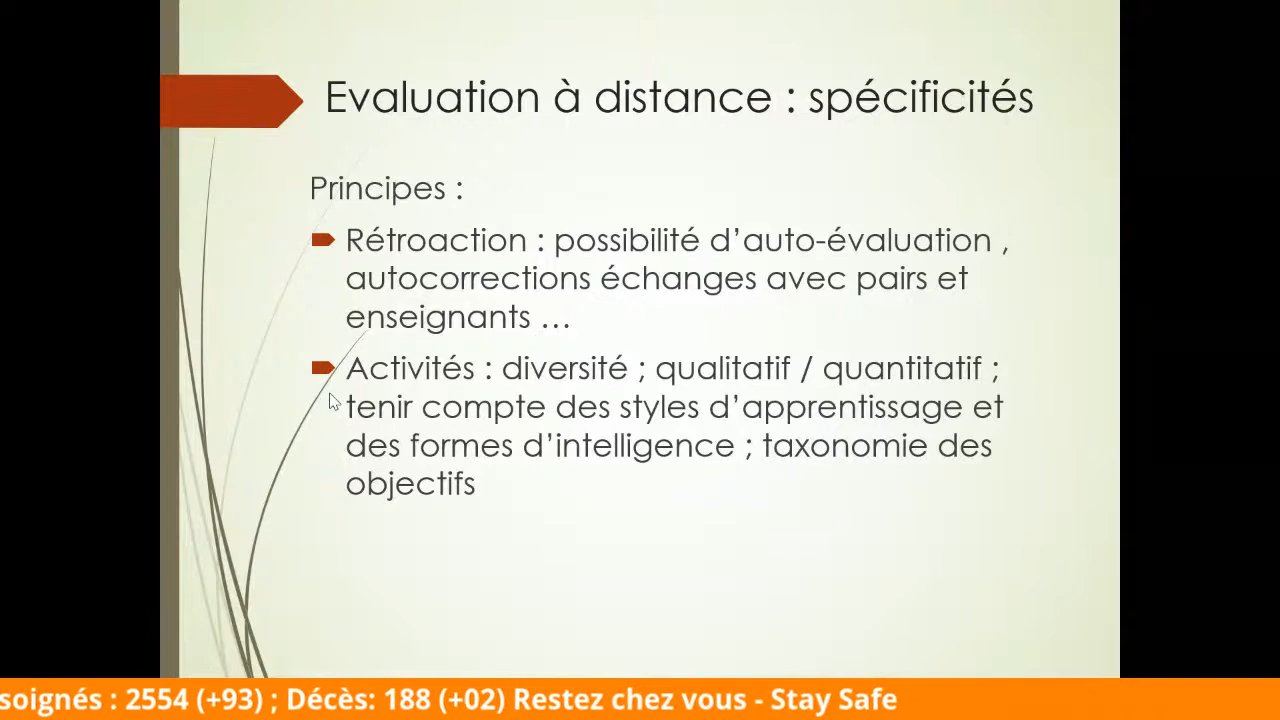 Evaluation à distance : spécificités
Principes :
Rétroaction : possibilité d’auto-évaluation ,
autocorrections échanges avec pairs et
enseignants …
Activités : diversité ; qualitatif / quantitatif ;
tenir compte des styles d’apprentissage et
des formes d’intelligence ; taxonomie des
objectifs
soignés : 2554 (+93) ; Décès: 188 (+02) Restez chez vous - Stay Safe